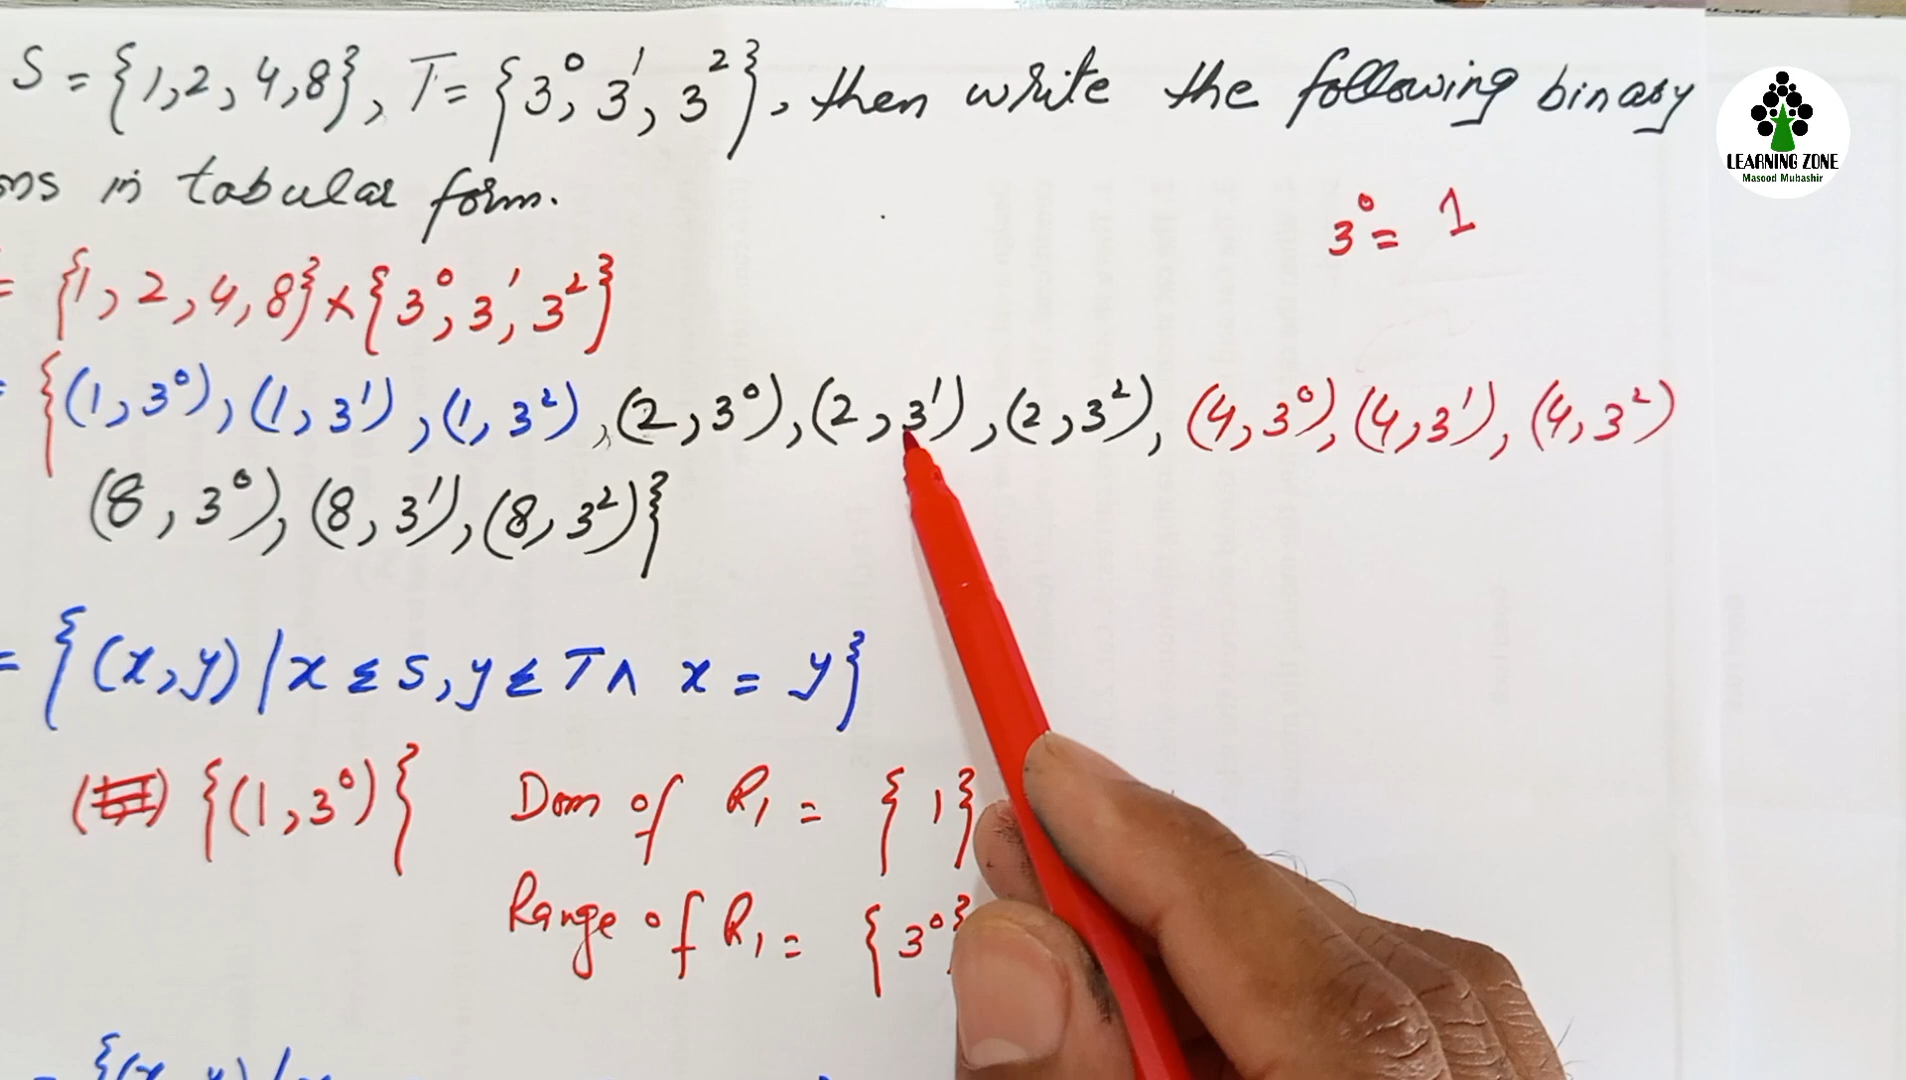 S = {1, 2, 4, 8}, T = {3⁰, 3¹, 3²}, then write the following binary
ons in tabular form.
3⁰ = 1
= {1, 2, 4, 8} × {3⁰, 3¹, 3²}
= {(1, 3⁰), (1, 3¹), (1, 3²), (2, 3⁰), (2, 3¹), (2, 3²), (4, 3⁰), (4, 3¹), (4, 3²)
(8, 3⁰), (8, 3¹), (8, 3²)}
= {(x, y) / x ∈ S, y ∈ T ∧ x = y}
{(1, 3⁰)} Dom of R₁ = {1}
Range of R₁ = {3⁰}
= {(x, y) / x
LEARNING ZONE
Masood Mubashir